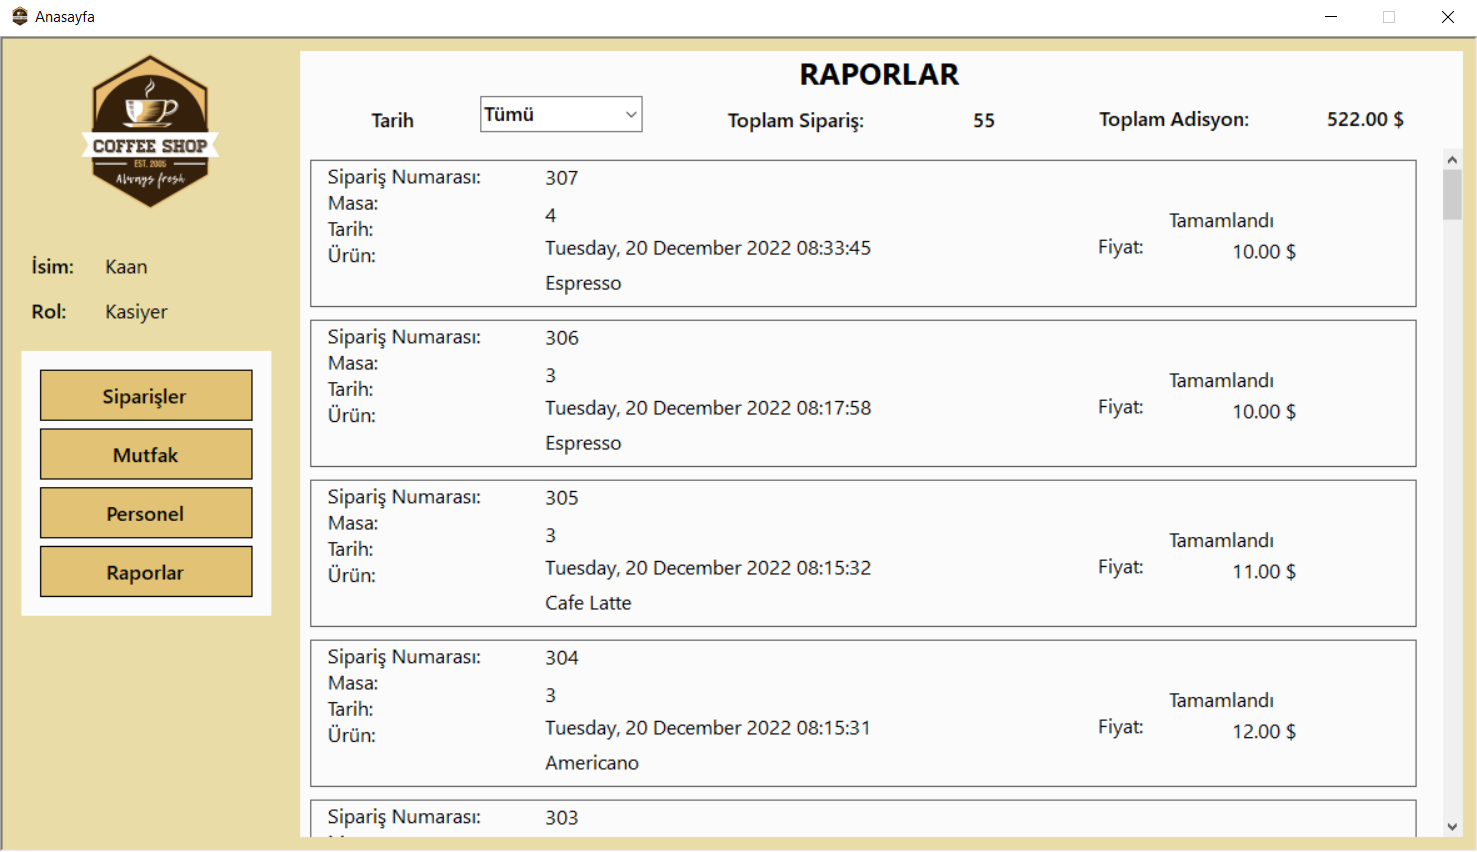 Anasayfa
COFFEE SHOP
EST. 2005
Always fresh
İsim: Kaan
Rol: Kasiyer
Siparişler
Mutfak
Personel
Raporlar
RAPORLAR
Tarih Tümü Toplam Sipariş: 55 Toplam Adisyon: 522.00 $
Sipariş Numarası: 307
Masa: 4
Tarih: Tuesday, 20 December 2022 08:33:45
Ürün: Espresso
Tamamlandı
Fiyat: 10.00 $
Sipariş Numarası: 306
Masa: 3
Tarih: Tuesday, 20 December 2022 08:17:58
Ürün: Espresso
Tamamlandı
Fiyat: 10.00 $
Sipariş Numarası: 305
Masa: 3
Tarih: Tuesday, 20 December 2022 08:15:32
Ürün: Cafe Latte
Tamamlandı
Fiyat: 11.00 $
Sipariş Numarası: 304
Masa: 3
Tarih: Tuesday, 20 December 2022 08:15:31
Ürün: Americano
Tamamlandı
Fiyat: 12.00 $
Sipariş Numarası: 303